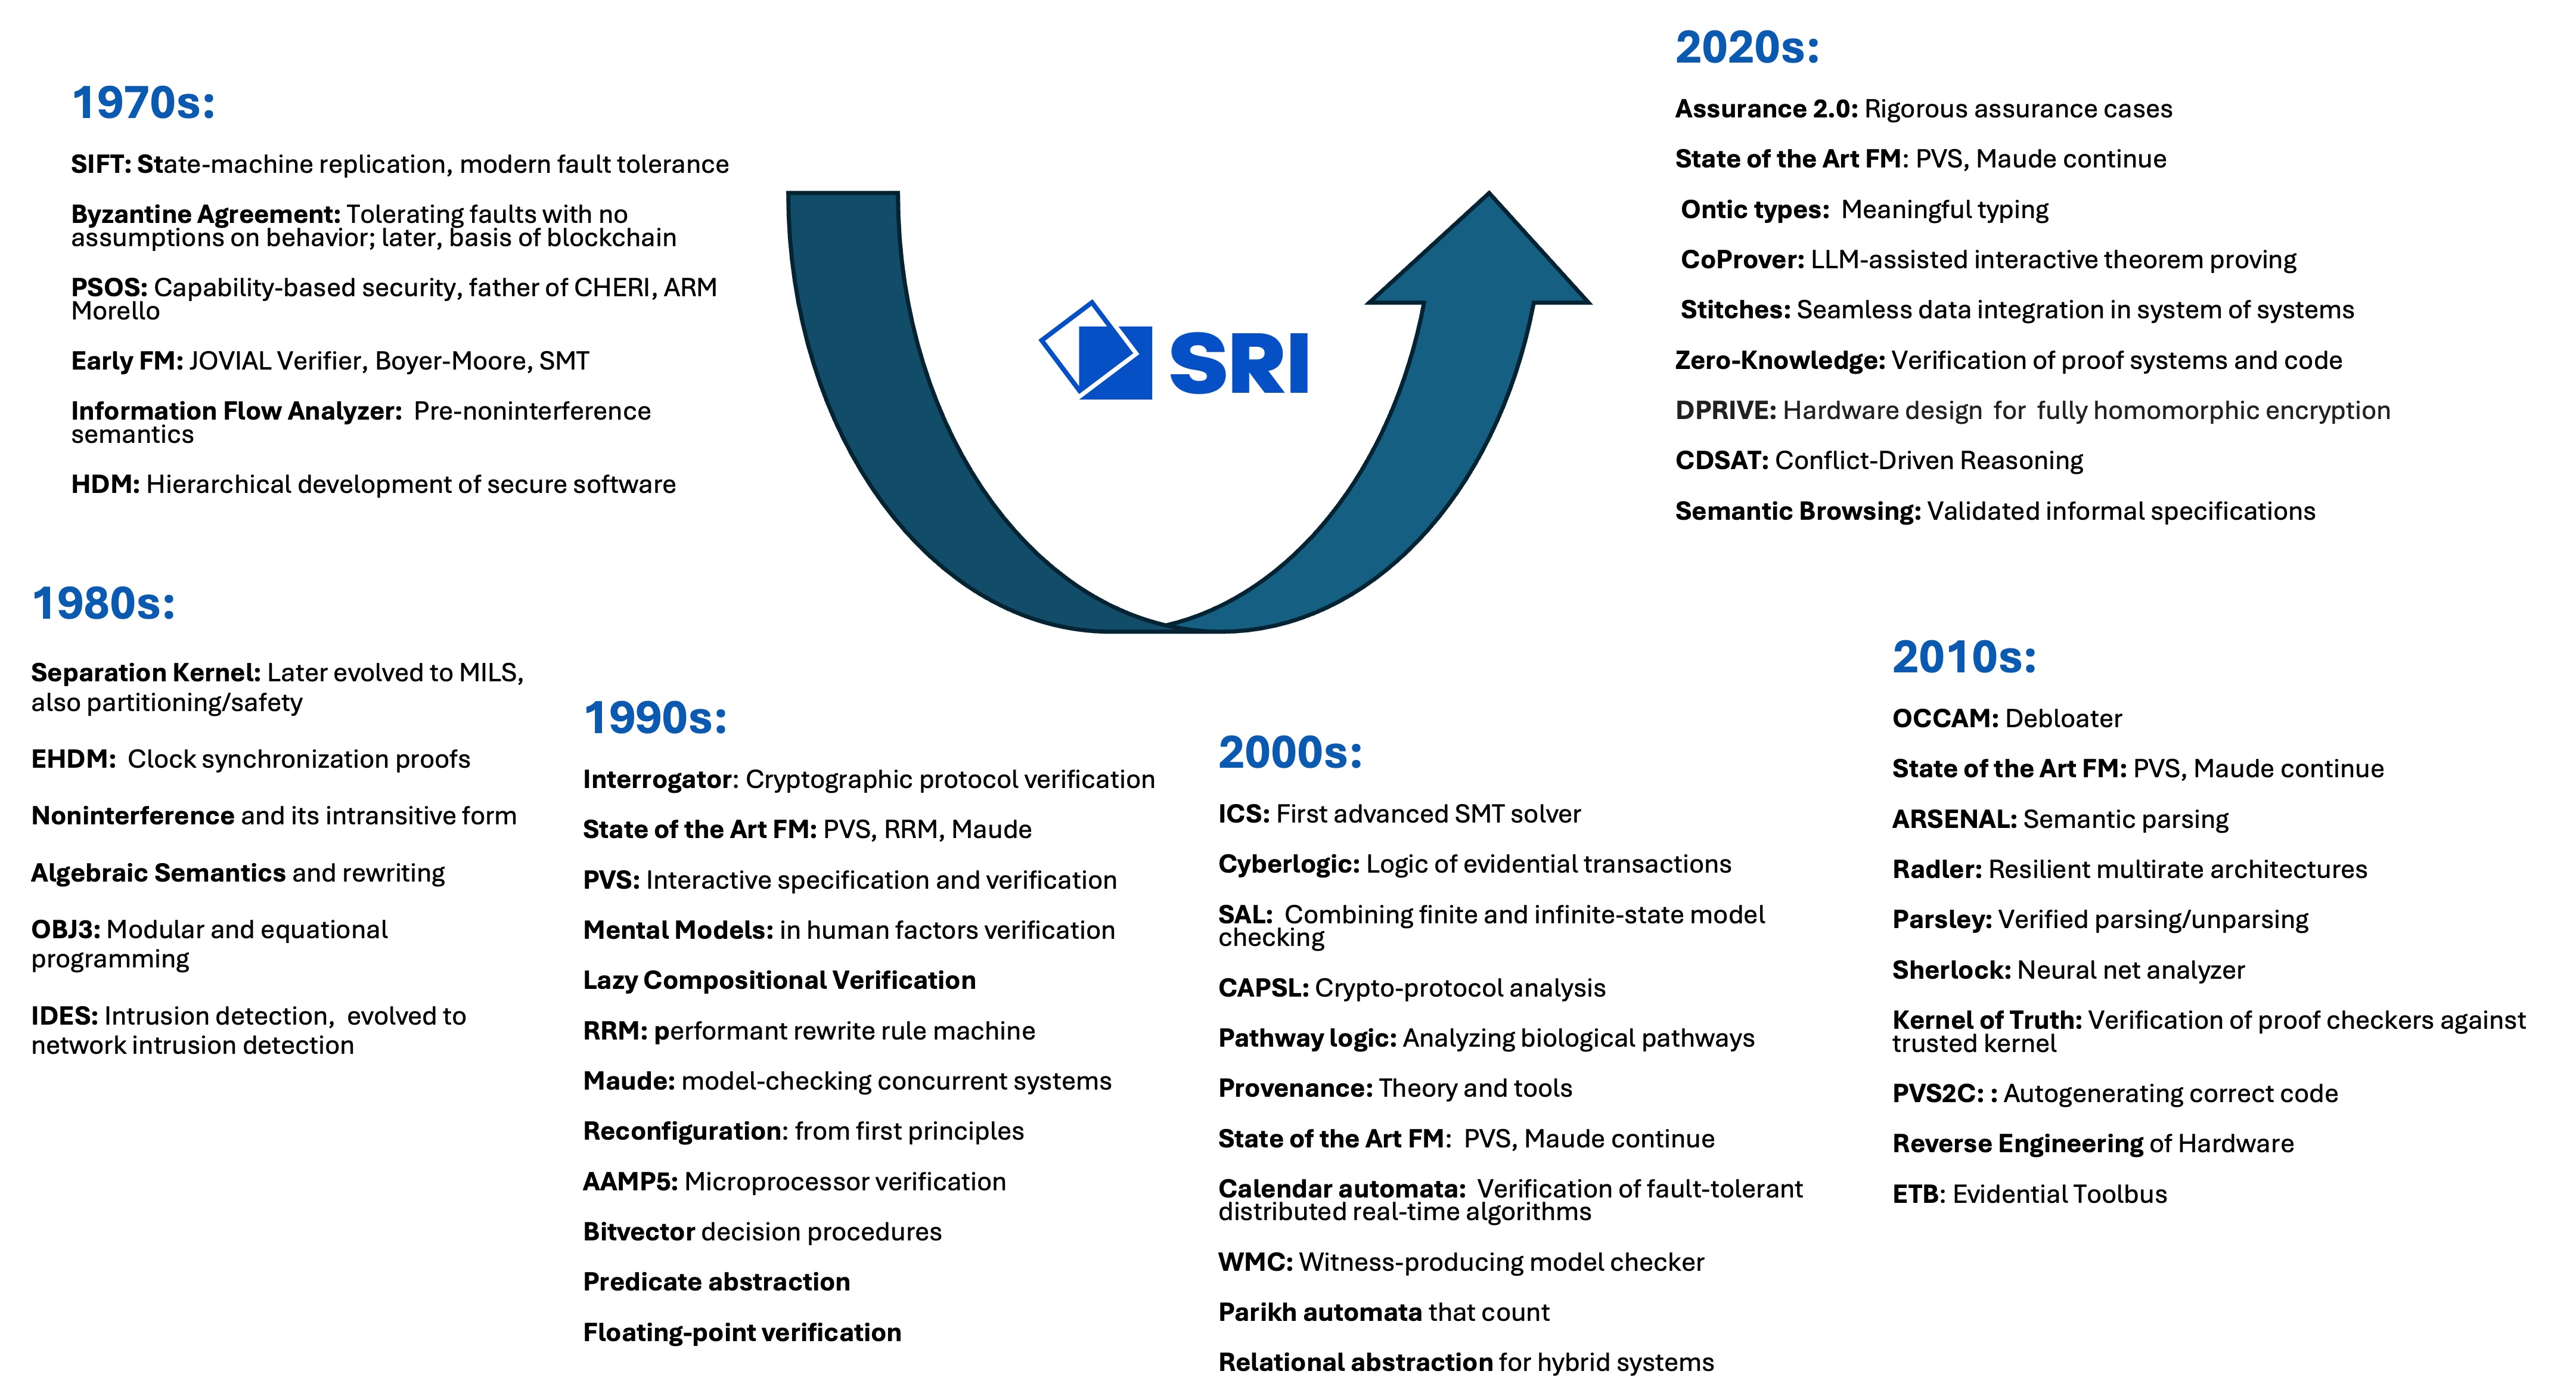 1970s:
SIFT: State-machine replication, modern fault tolerance
Byzantine Agreement: Tolerating faults with no
assumptions on behavior; later, basis of blockchain
PSOS: Capability-based security, father of CHERI, ARM
Morello
Early FM: JOVIAL Verifier, Boyer-Moore, SMT
Information Flow Analyzer: Pre-noninterference
semantics
HDM: Hierarchical development of secure software
1980s:
Separation Kernel: Later evolved to MILS,
also partitioning/safety
EHDM: Clock synchronization proofs
Noninterference and its intransitive form
Algebraic Semantics and rewriting
OBJ3: Modular and equational
programming
IDES: Intrusion detection, evolved to
network intrusion detection
1990s:
Interrogator: Cryptographic protocol verification
State of the Art FM: PVS, RRM, Maude
PVS: Interactive specification and verification
Mental Models: in human factors verification
Lazy Compositional Verification
RRM: performant rewrite rule machine
Maude: model-checking concurrent systems
Reconfiguration: from first principles
AAMP5: Microprocessor verification
Bitvector decision procedures
Predicate abstraction
Floating-point verification
SRI
2000s:
ICS: First advanced SMT solver
Cyberlogic: Logic of evidential transactions
SAL: Combining finite and infinite-state model
checking
CAPSL: Crypto-protocol analysis
Pathway logic: Analyzing biological pathways
Provenance: Theory and tools
State of the Art FM: PVS, Maude continue
Calendar automata: Verification of fault-tolerant
distributed real-time algorithms
WMC: Witness-producing model checker
Parikh automata that count
Relational abstraction for hybrid systems
2010s:
OCCAM: Debloater
State of the Art FM: PVS, Maude continue
ARSENAL: Semantic parsing
Radler: Resilient multirate architectures
Parsley: Verified parsing/unparsing
Sherlock: Neural net analyzer
Kernel of Truth: Verification of proof checkers against
trusted kernel
PVS2C: : Autogenerating correct code
Reverse Engineering of Hardware
ETB: Evidential Toolbus
2020s:
Assurance 2.0: Rigorous assurance cases
State of the Art FM: PVS, Maude continue
Ontic types: Meaningful typing
CoProver: LLM-assisted interactive theorem proving
Stitches: Seamless data integration in system of systems
Zero-Knowledge: Verification of proof systems and code
DPRIVE: Hardware design for fully homomorphic encryption
CDSAT: Conflict-Driven Reasoning
Semantic Browsing: Validated informal specifications